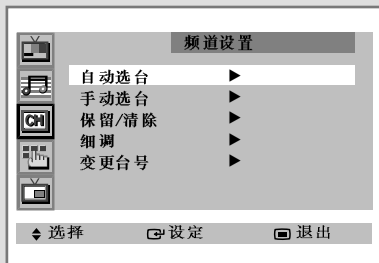 频道设置
自动选台 ▶
手动选台 ▶
保留/清除 ▶
细调 ▶
变更台号 ▶
CH
选择 设定 退出